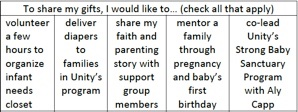 To share my gifts, I would like to... (check all that apply)
volunteer
a few
hours to
organize
infant
needs
closet
deliver
diapers
to
families
in Unity's
program
share my
faith and
parenting
story with
support
group
members
mentor a
family
through
pregnancy
and baby's
first
birthday
co-lead
Unity's
Strong Baby
Sanctuary
Program
with Aly
Capp